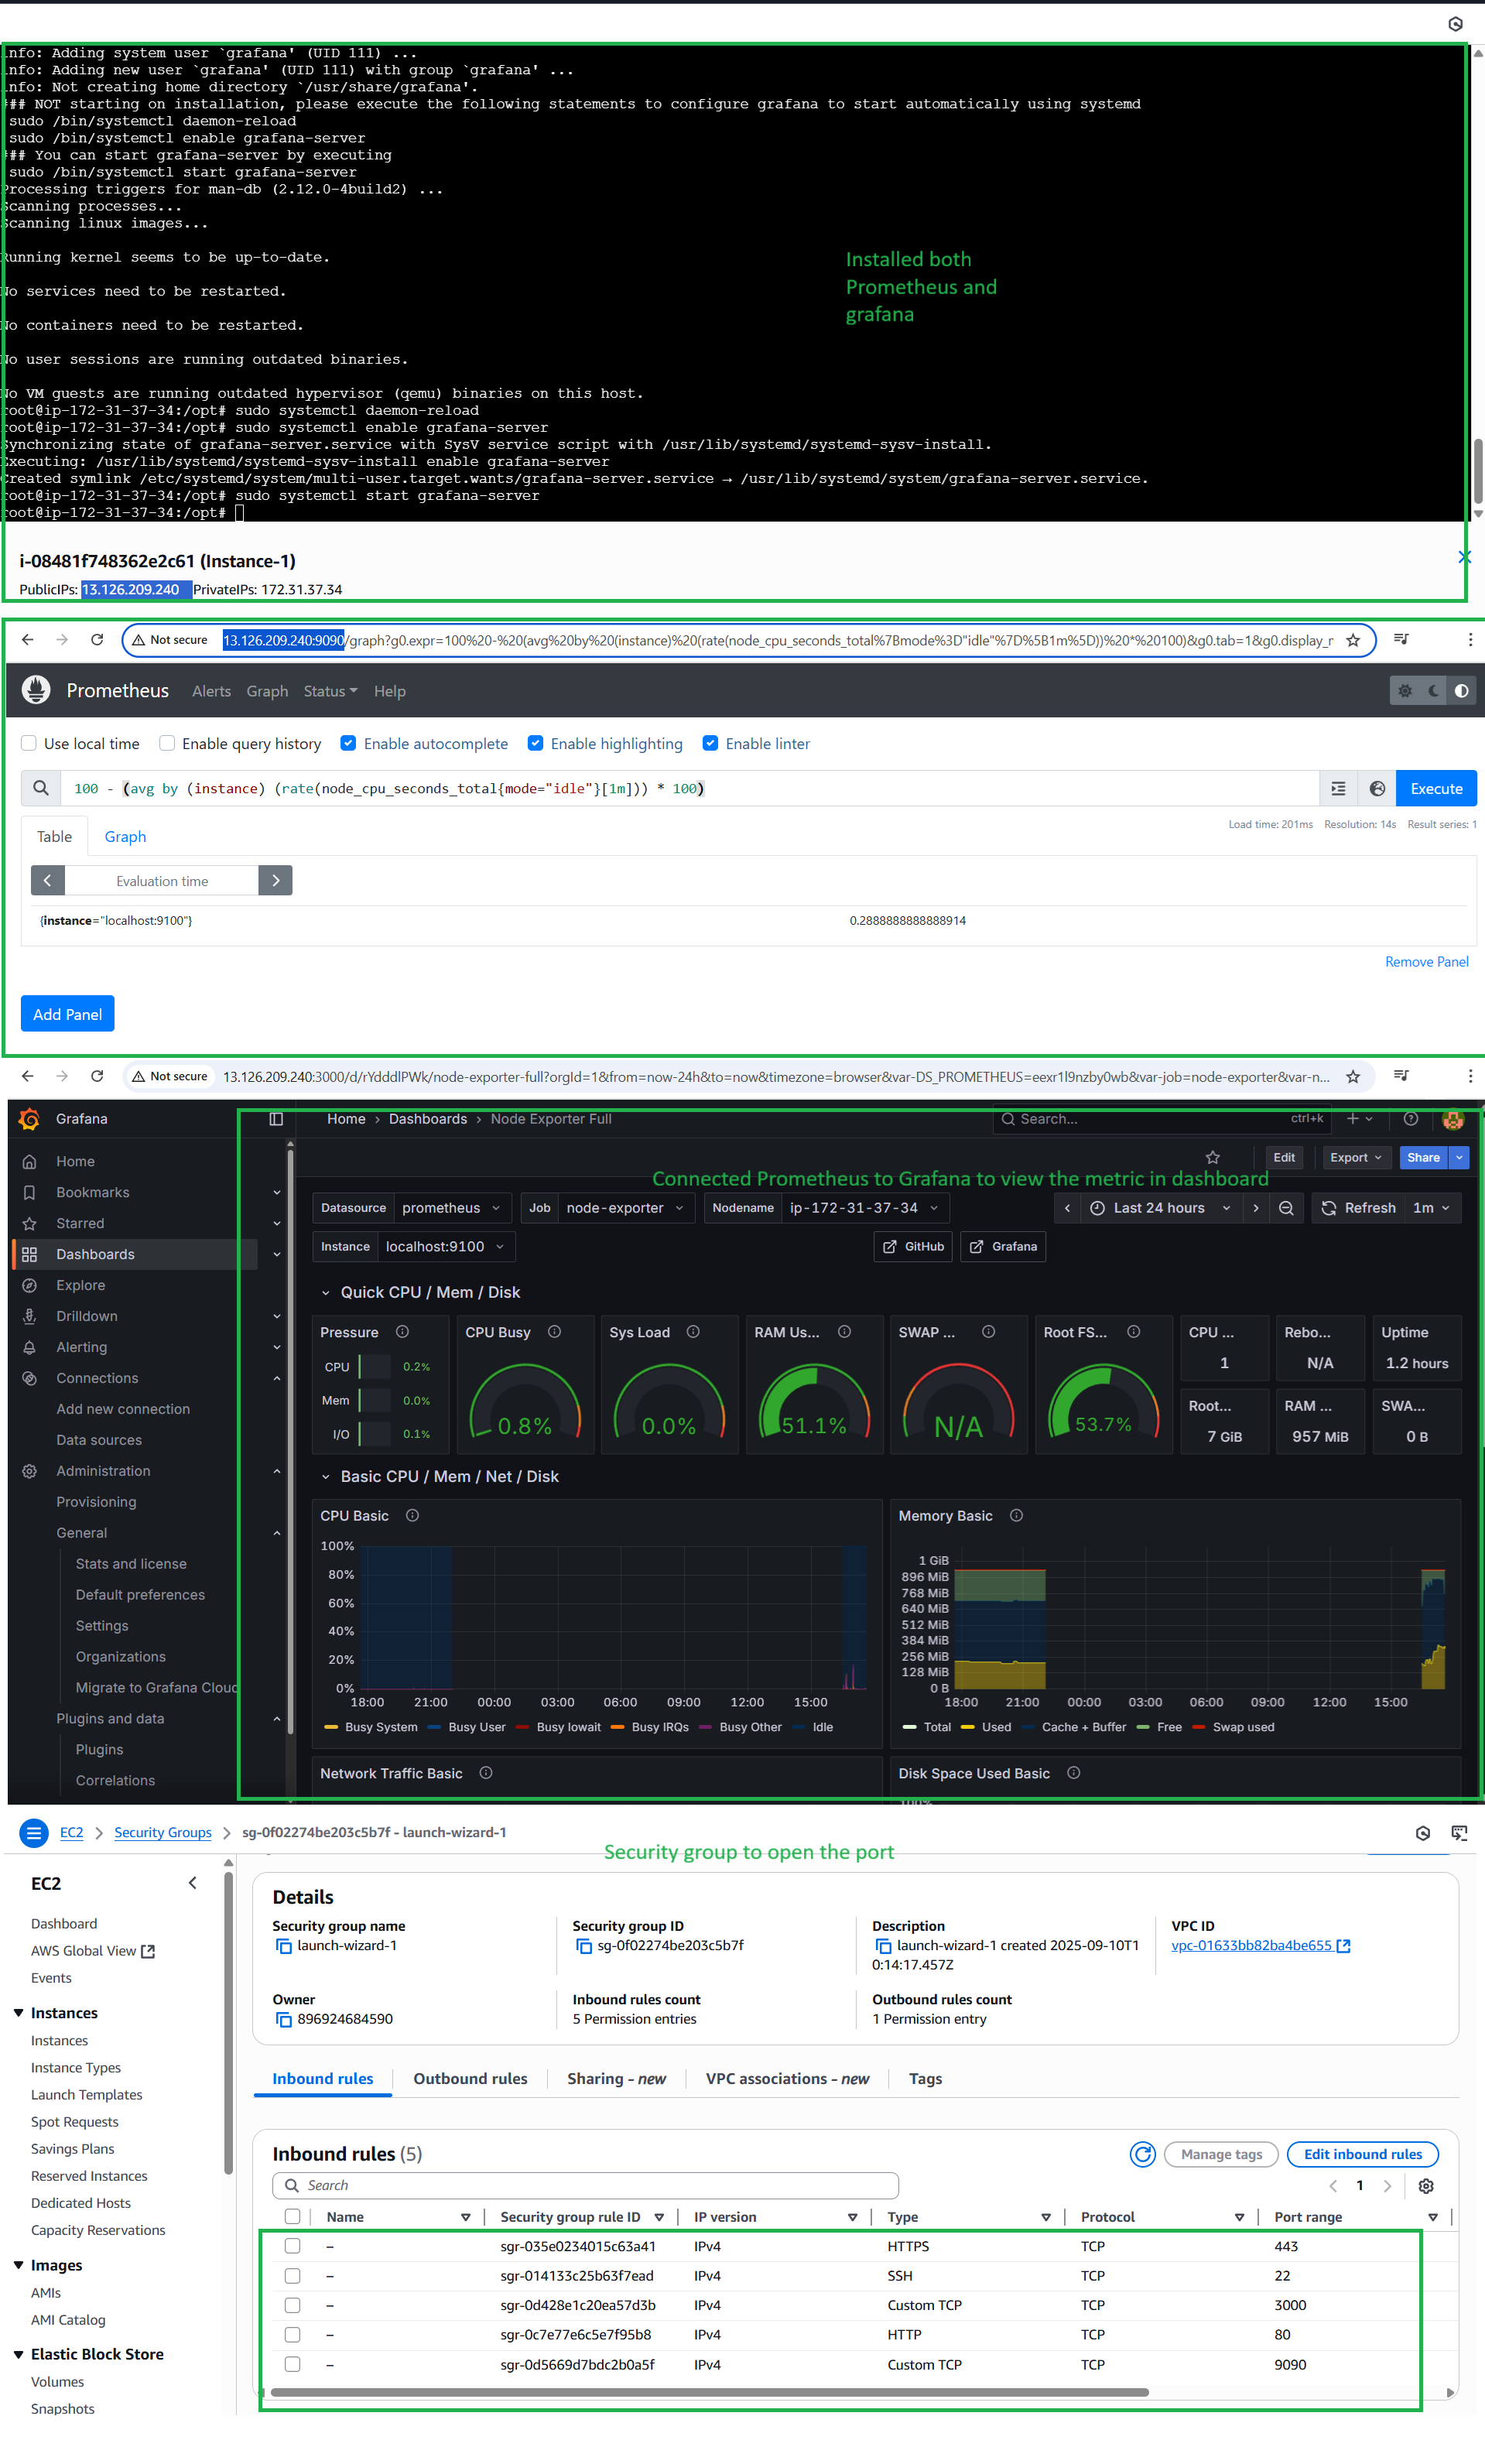 info: Adding system user `grafana' (UID 111) ...
info: Adding new user `grafana' (UID 111) with group `grafana' ...
info: Not creating home directory `/usr/share/grafana'.
### NOT starting on installation, please execute the following statements to configure grafana to start automatically using systemd
sudo /bin/systemctl daemon-reload
sudo /bin/systemctl enable grafana-server
### You can start grafana-server by executing
sudo /bin/systemctl start grafana-server
Processing triggers for man-db (2.12.0-4build2) ...
Scanning processes...
Scanning linux images...
Running kernel seems to be up-to-date.
No services need to be restarted.
No containers need to be restarted.
No user sessions are running outdated binaries.
No VM guests are running outdated hypervisor (qemu) binaries on this host.
root@ip-172-31-37-34:/opt# sudo systemctl daemon-reload
root@ip-172-31-37-34:/opt# sudo systemctl enable grafana-server
Synchronizing state of grafana-server.service with SysV service script with /usr/lib/systemd/systemd-sysv-install.
Executing: /usr/lib/systemd/systemd-sysv-install enable grafana-server
Created symlink /etc/systemd/system/multi-user.target.wants/grafana-server.service → /usr/lib/systemd/system/grafana-server.service.
root@ip-172-31-37-34:/opt# sudo systemctl start grafana-server
root@ip-172-31-37-34:/opt#
Installed both
Prometheus and
grafana
i-08481f748362e2c61 (Instance-1)
PublicIPs: 13.126.209.240 PrivateIPs: 172.31.37.34
Not secure 13.126.209.240:9090/graph?g0.expr=100%20-%20(avg%20by%20(instance)%20(rate(node_cpu_seconds_total%7Bmode%3D"idle"%7D%5B1m%5D))%20*%20100)&g0.tab=1&g0.display_r
Prometheus Alerts Graph Status Help
Use local time Enable query history Enable autocomplete Enable highlighting Enable linter
100 - (avg by (instance) (rate(node_cpu_seconds_total{mode="idle"}[1m])) * 100) Execute
Table Graph Load time: 201ms Resolution: 14s Result series: 1
Evaluation time
{instance="localhost:9100"} 0.2888888888888914
Remove Panel
Add Panel
Not secure 13.126.209.240:3000/d/rYdddlPWk/node-exporter-full?orgId=1&from=now-24h&to=now&timezone=browser&var-DS_PROMETHEUS=eexr1l9nzby0wb&var-job=node-exporter&var-n...
Grafana
Home
Bookmarks
Starred
Dashboards
Explore
Drilldown
Alerting
Connections
Add new connection
Data sources
Administration
Provisioning
General
Stats and license
Default preferences
Settings
Organizations
Migrate to Grafana Cloud
Plugins and data
Plugins
Correlations
Home › Dashboards › Node Exporter Full Search... ctrl+k
Edit Export Share
Connected Prometheus to Grafana to view the metric in dashboard
Datasource prometheus Job node-exporter Nodename ip-172-31-37-34 Last 24 hours Refresh 1m
Instance localhost:9100 GitHub Grafana
Quick CPU / Mem / Disk
Pressure
CPU 0.2%
Mem 0.0%
I/O 0.1%
CPU Busy
0.8%
Sys Load
0.0%
RAM Us...
51.1%
SWAP ...
N/A
Root FS...
53.7%
CPU ...
1
Rebo...
N/A
Uptime
1.2 hours
Root...
7 GiB
RAM ...
957 MiB
SWA...
0 B
Basic CPU / Mem / Net / Disk
CPU Basic
100%
80%
60%
40%
20%
0%
18:00 21:00 00:00 03:00 06:00 09:00 12:00 15:00
Busy System Busy User Busy Iowait Busy IRQs Busy Other Idle
Memory Basic
1 GiB
896 MiB
768 MiB
640 MiB
512 MiB
384 MiB
256 MiB
128 MiB
0 B
18:00 21:00 00:00 03:00 06:00 09:00 12:00 15:00
Total Used Cache + Buffer Free Swap used
Network Traffic Basic
Disk Space Used Basic
100%
EC2 > Security Groups > sg-0f02274be203c5b7f - launch-wizard-1
Security group to open the port
EC2
Dashboard
AWS Global View
Events
Instances
Instances
Instance Types
Launch Templates
Spot Requests
Savings Plans
Reserved Instances
Dedicated Hosts
Capacity Reservations
Images
AMIs
AMI Catalog
Elastic Block Store
Volumes
Snapshots
Details
Security group name
launch-wizard-1
Security group ID
sg-0f02274be203c5b7f
Description
launch-wizard-1 created 2025-09-10T1
0:14:17.457Z
VPC ID
vpc-01633bb82ba4be655
Owner
896924684590
Inbound rules count
5 Permission entries
Outbound rules count
1 Permission entry
Inbound rules Outbound rules Sharing - new VPC associations - new Tags
Inbound rules (5) Manage tags Edit inbound rules
Search 1
Name Security group rule ID IP version Type Protocol Port range
– sgr-035e0234015c63a41 IPv4 HTTPS TCP 443
– sgr-014133c25b63f7ead IPv4 SSH TCP 22
– sgr-0d428e1c20ea57d3b IPv4 Custom TCP TCP 3000
– sgr-0c7e77e6c5e7f95b8 IPv4 HTTP TCP 80
– sgr-0d5669d7bdc2b0a5f IPv4 Custom TCP TCP 9090